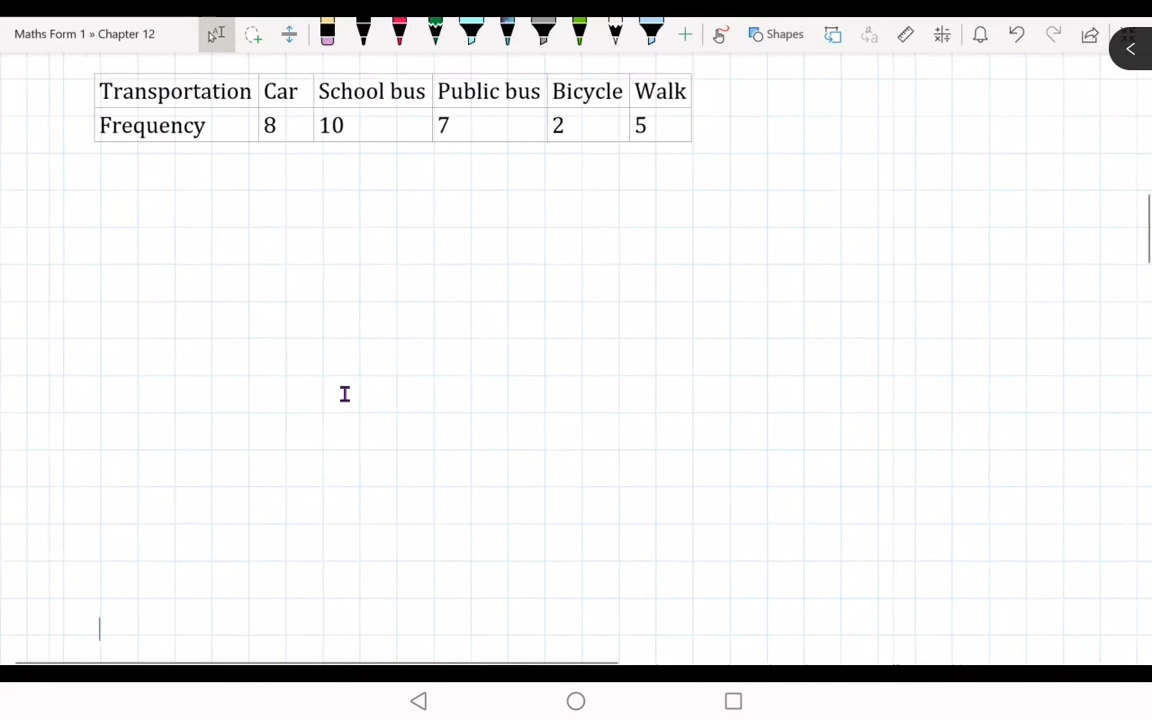 Maths Form 1 » Chapter 12
Shapes
Transportation Car School bus Public bus Bicycle Walk
Frequency 8 10 7 2 5